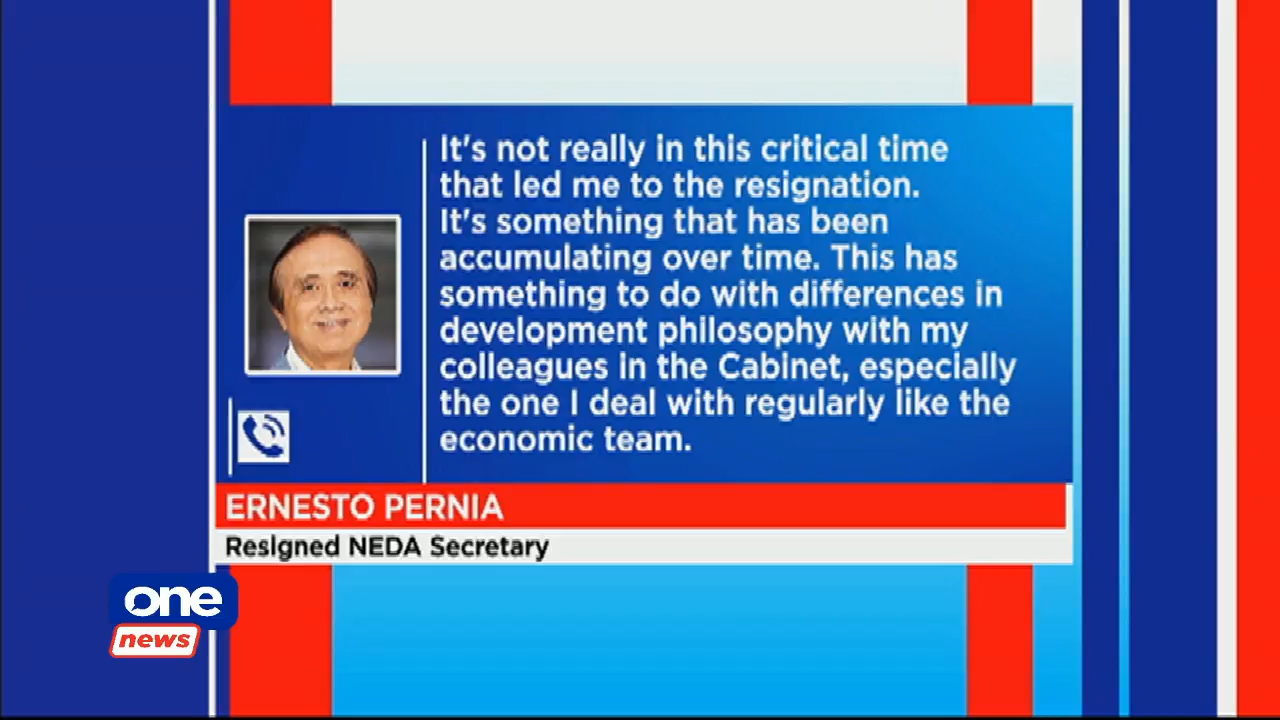 It's not really in this critical time
that led me to the resignation.
It's something that has been
accumulating over time. This has
something to do with differences in
development philosophy with my
colleagues in the Cabinet, especially
the one I deal with regularly like the
economic team.
ERNESTO PERNIA
Resigned NEDA Secretary
one
news